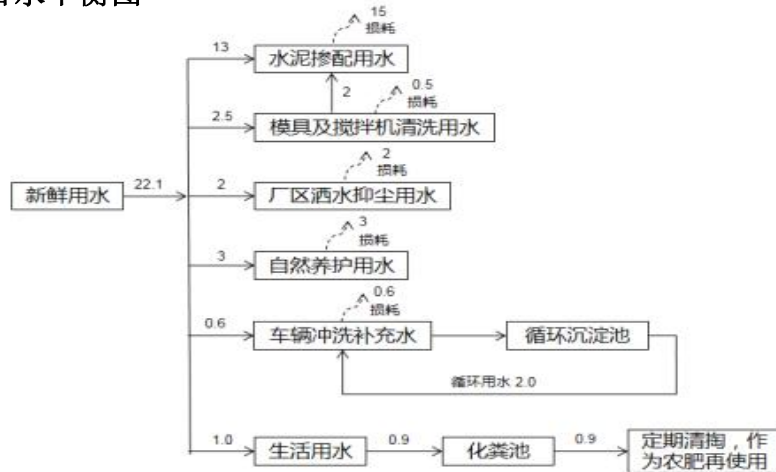 15
损耗
13
水泥掺配用水
2
0.5
损耗
2.5
模具及搅拌机清洗用水
2
损耗
新鲜用水
22.1
2
厂区洒水抑尘用水
3
损耗
3
自然养护用水
0.6
损耗
0.6
车辆冲洗补充水
循环沉淀池
循环用水 2.0
1.0
生活用水
0.9
化粪池
0.9
定期清掏，作
为农肥再使用